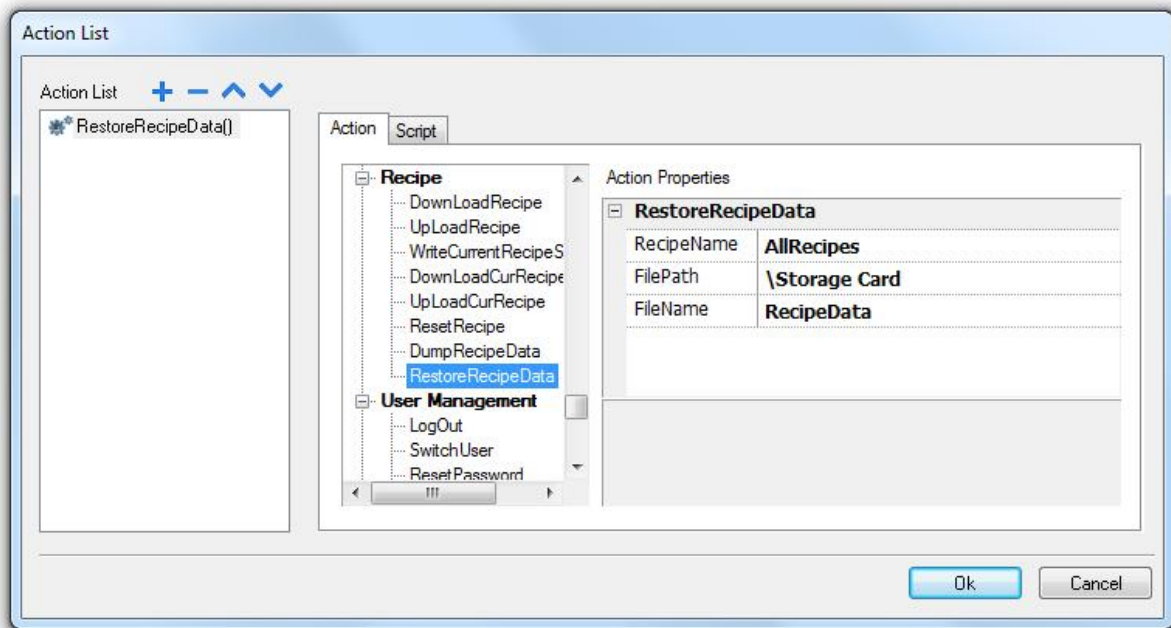 Action List
Action List
RestoreRecipeData()
Action Script
Recipe
DownLoadRecipe
UpLoadRecipe
WriteCurrentRecipeS
DownLoadCurRecipe
UpLoadCurRecipe
ResetRecipe
DumpRecipeData
RestoreRecipeData
User Management
LogOut
SwitchUser
ResetPassword
Action Properties
RestoreRecipeData
RecipeName AllRecipes
FilePath \Storage Card
FileName RecipeData
Ok Cancel